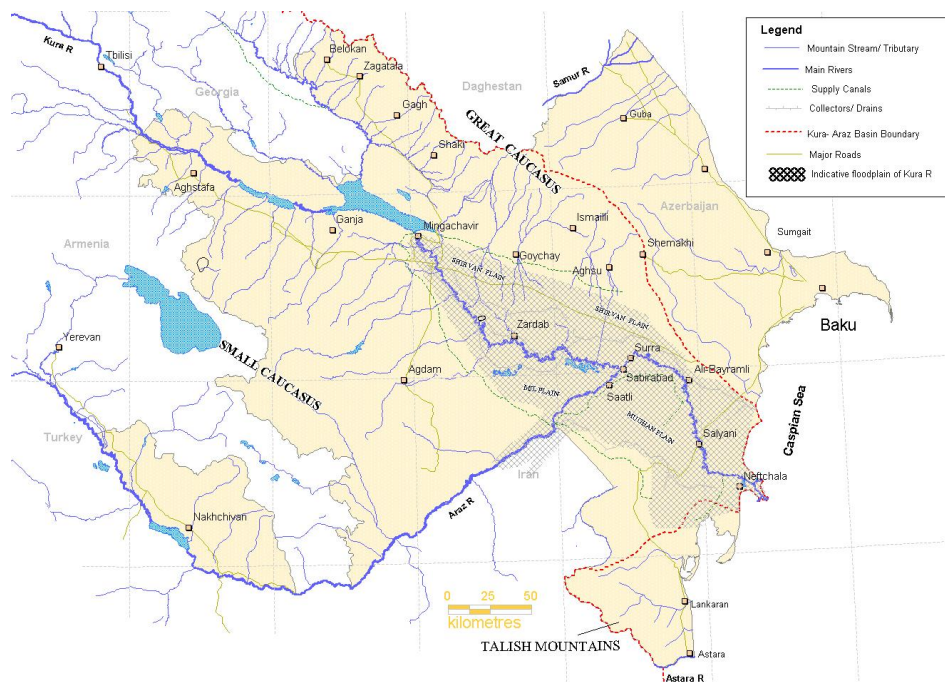 Legend
Mountain Stream/ Tributary
Main Rivers
Supply Canals
Collectors/ Drains
Kura- Araz Basin Boundary
Major Roads
Indicative floodplain of Kura R
Kura R
Tbilisi
Belokan
Zagatala
Georgia
Daghestan
Samur R
Gagh
Guba
GREAT CAUCASUS
Shaki
Aghstafa
Azerbaijan
Ganja
Mingachavir
Ismailli
Sumgait
Armenia
Goychay
Shemakhi
SHIRVAN PLAIN
Aghsu
Baku
SHIRVAN PLAIN
Yerevan
Zardab
SMALL CAUCASUS
Surra
Agdam
Sabirabad
Ali-Bayramli
MIL PLAIN
Saatli
MUGHAN PLAIN
Caspian Sea
Turkey
Salyani
Iran
Neftchala
Araz R
Nakhchivan
0 25 50
kilometres
Lankaran
TALISH MOUNTAINS
Astara
Astara R